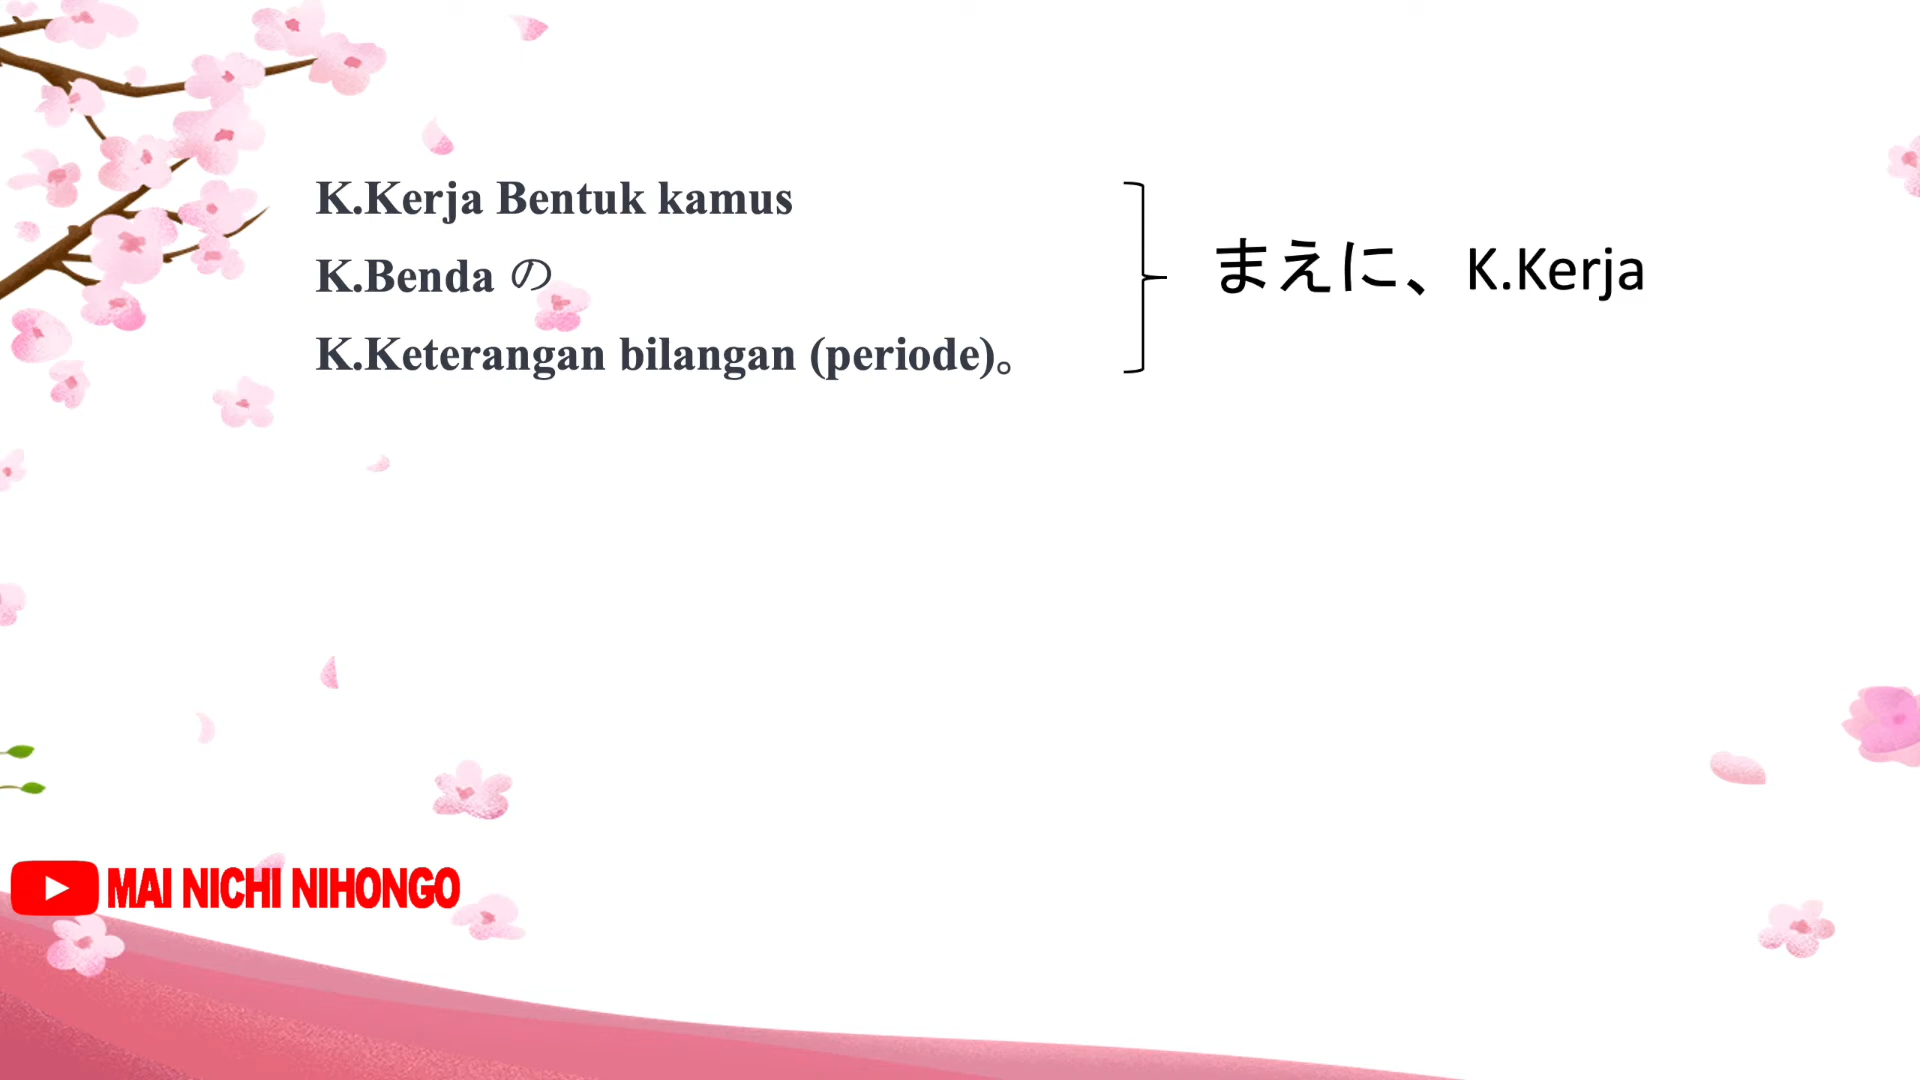 K.Kerja Bentuk kamus
K.Benda の
K.Keterangan bilangan (periode)。
まえに、K.Kerja
MAI NICHI NIHONGO